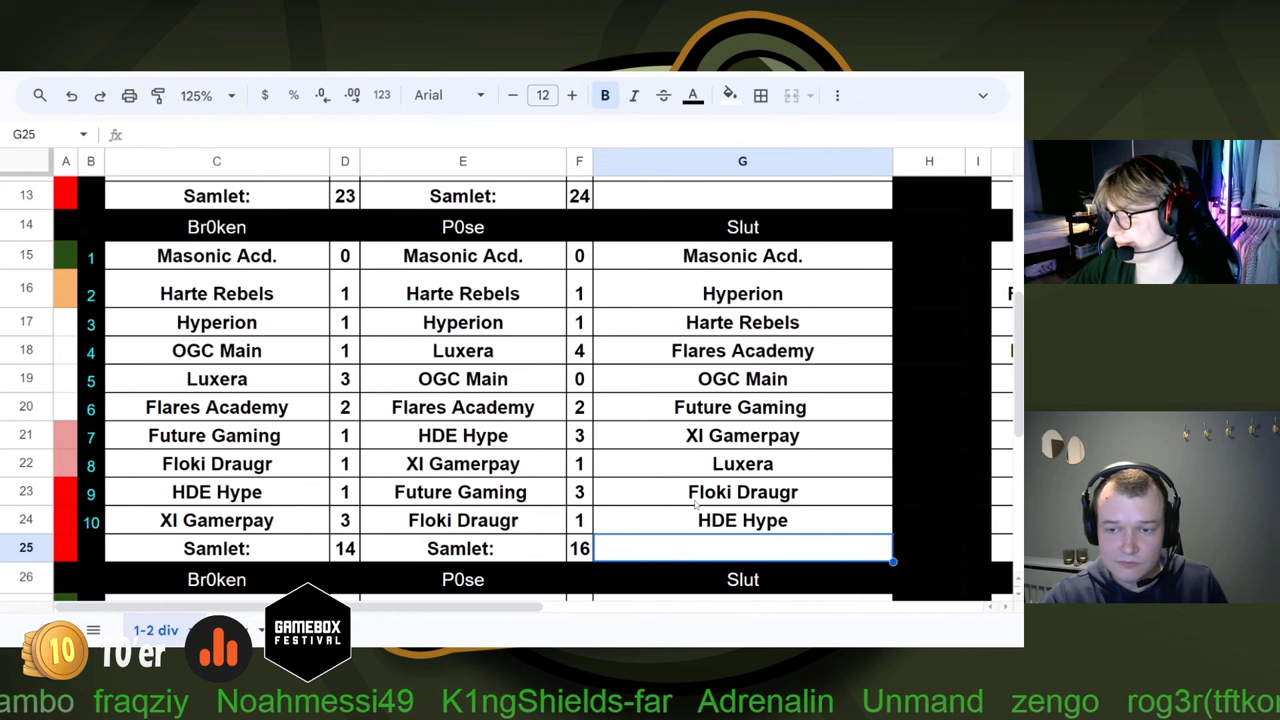 125% $ % .0 .00 123 Arial − 12 + B I A
G25 fx
A B C D E F G H I
13 Samlet: 23 Samlet: 24
14 Br0ken P0se Slut
15 1 Masonic Acd. 0 Masonic Acd. 0 Masonic Acd.
16 2 Harte Rebels 1 Harte Rebels 1 Hyperion
17 3 Hyperion 1 Hyperion 1 Harte Rebels
18 4 OGC Main 1 Luxera 4 Flares Academy
19 5 Luxera 3 OGC Main 0 OGC Main
20 6 Flares Academy 2 Flares Academy 2 Future Gaming
21 7 Future Gaming 1 HDE Hype 3 XI Gamerpay
22 8 Floki Draugr 1 XI Gamerpay 1 Luxera
23 9 HDE Hype 1 Future Gaming 3 Floki Draugr
24 10 XI Gamerpay 3 Floki Draugr 1 HDE Hype
25 Samlet: 14 Samlet: 16
26 Br0ken P0se Slut
1-2 div
GAMEBOX
FESTIVAL
10 10'er
ambo fraqziy Noahmessi49 K1ngShields-far Adrenalin Unmand zengo rog3r(tftkor